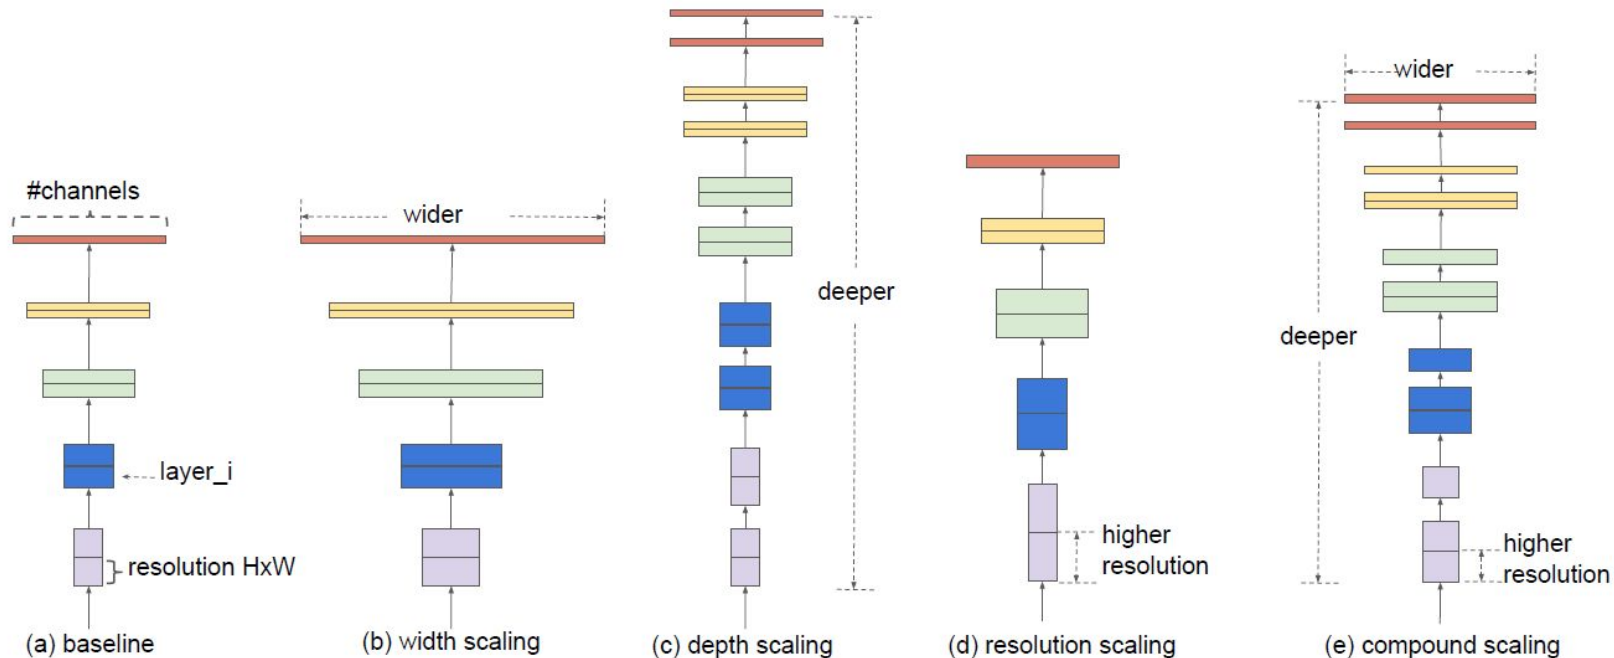 #channels
layer_i
resolution HxW
(a) baseline
wider
(b) width scaling
deeper
(c) depth scaling
higher
resolution
(d) resolution scaling
wider
deeper
higher
resolution
(e) compound scaling